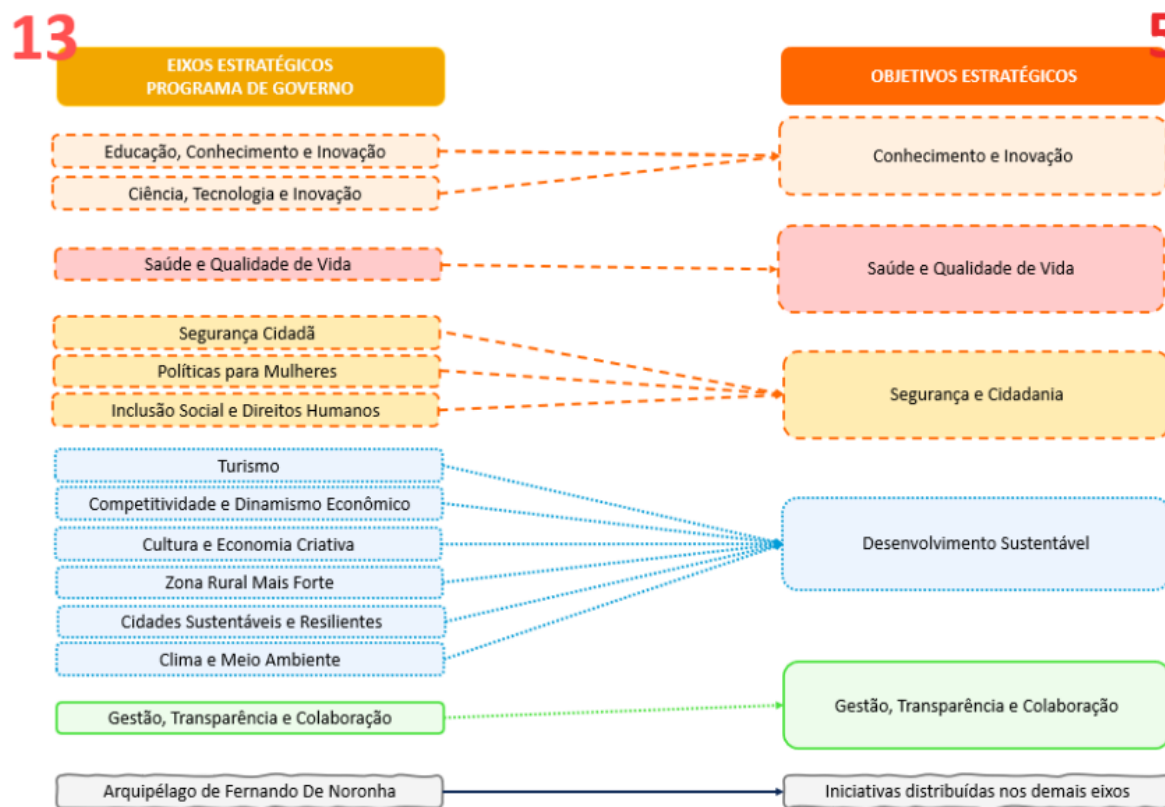 13
EIXOS ESTRATÉGICOS
PROGRAMA DE GOVERNO
OBJETIVOS ESTRATÉGICOS
Educação, Conhecimento e Inovação
Ciência, Tecnologia e Inovação
Conhecimento e Inovação
Saúde e Qualidade de Vida
Saúde e Qualidade de Vida
Segurança Cidadã
Políticas para Mulheres
Inclusão Social e Direitos Humanos
Segurança e Cidadania
Turismo
Competitividade e Dinamismo Econômico
Cultura e Economia Criativa
Zona Rural Mais Forte
Cidades Sustentáveis e Resilientes
Clima e Meio Ambiente
Desenvolvimento Sustentável
Gestão, Transparência e Colaboração
Gestão, Transparência e Colaboração
Arquipélago de Fernando De Noronha
Iniciativas distribuídas nos demais eixos